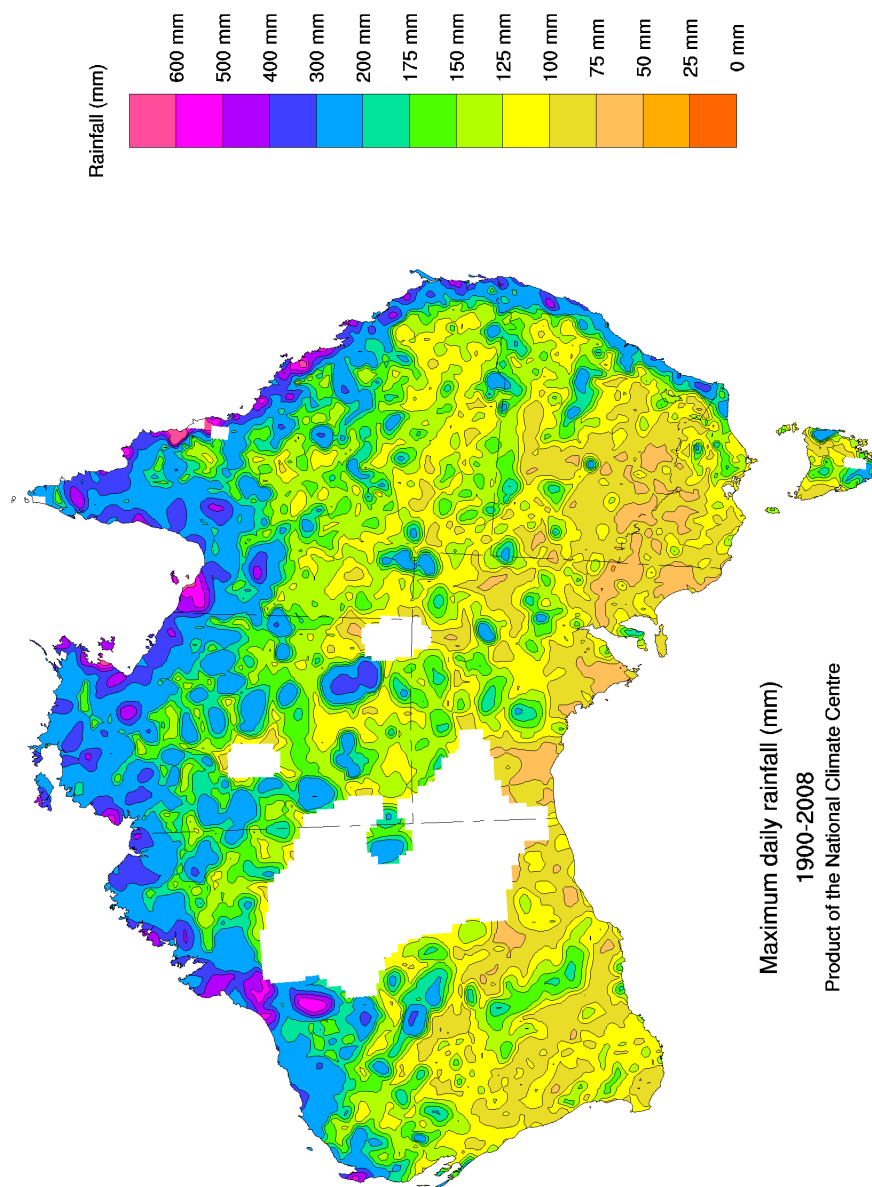 Rainfall (mm)
600 mm
500 mm
400 mm
300 mm
200 mm
175 mm
150 mm
125 mm
100 mm
75 mm
50 mm
25 mm
0 mm
Maximum daily rainfall (mm)
1900-2008
Product of the National Climate Centre